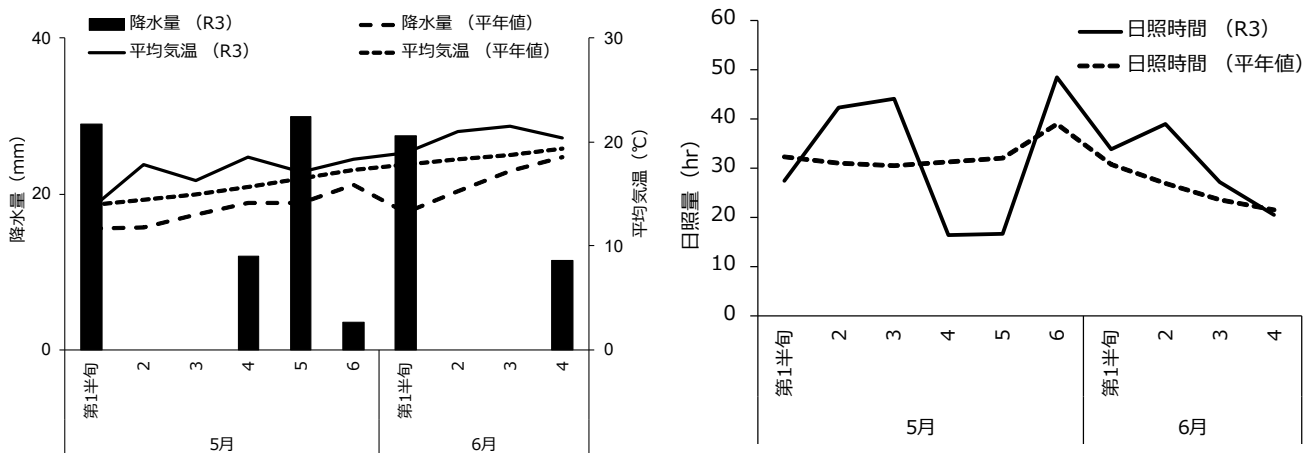 降水量 （R3）
降水量 （平年値）
平均気温 （R3）
平均気温 （平年値）
40
20
0
降水量（mm）
30
20
10
0
平均気温（℃）
第1半旬
2
3
4
5
6
第1半旬
2
3
4
5月
6月
日照時間 （R3）
日照時間 （平年値）
60
50
40
30
20
10
0
日照量（hr）
第1半旬
2
3
4
5
6
第1半旬
2
3
4
5月
6月